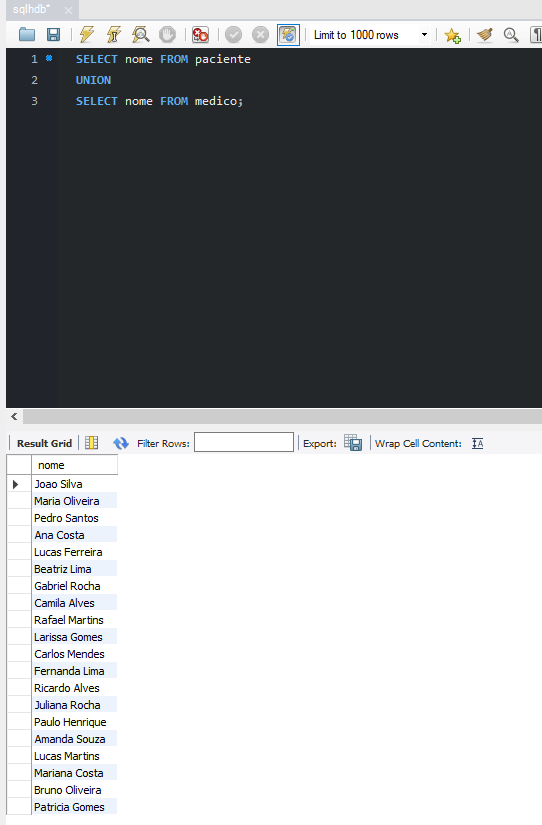 sqlhdb*
Limit to 1000 rows
1 SELECT nome FROM paciente
2 UNION
3 SELECT nome FROM medico;
Result Grid Filter Rows: Export: Wrap Cell Content:
nome
Joao Silva
Maria Oliveira
Pedro Santos
Ana Costa
Lucas Ferreira
Beatriz Lima
Gabriel Rocha
Camila Alves
Rafael Martins
Larissa Gomes
Carlos Mendes
Fernanda Lima
Ricardo Alves
Juliana Rocha
Paulo Henrique
Amanda Souza
Lucas Martins
Mariana Costa
Bruno Oliveira
Patricia Gomes